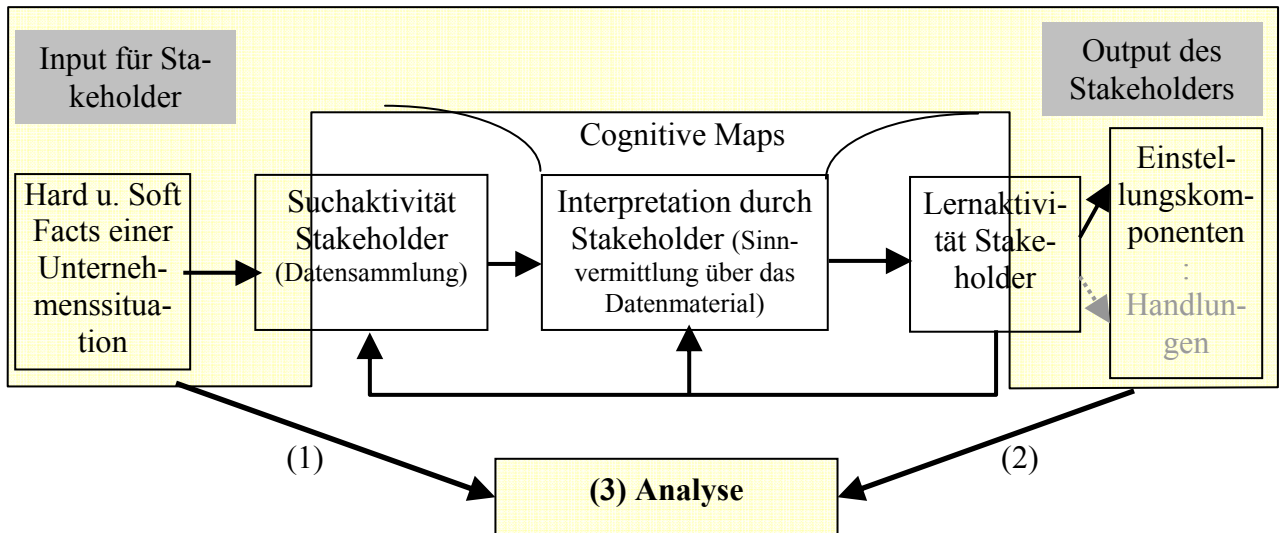 Input für Sta-
keholder
Output des
Stakeholders
Cognitive Maps
Hard u. Soft
Facts einer
Unterneh-
menssitua-
tion
Suchaktivität
Stakeholder
(Datensammlung)
Interpretation durch
Stakeholder (Sinn-
vermittlung über das
Datenmaterial)
Lernaktivi-
tät Stake-
holder
Einstel-
lungskom-
ponenten
:
Handlun-
gen
(1)
(2)
(3) Analyse